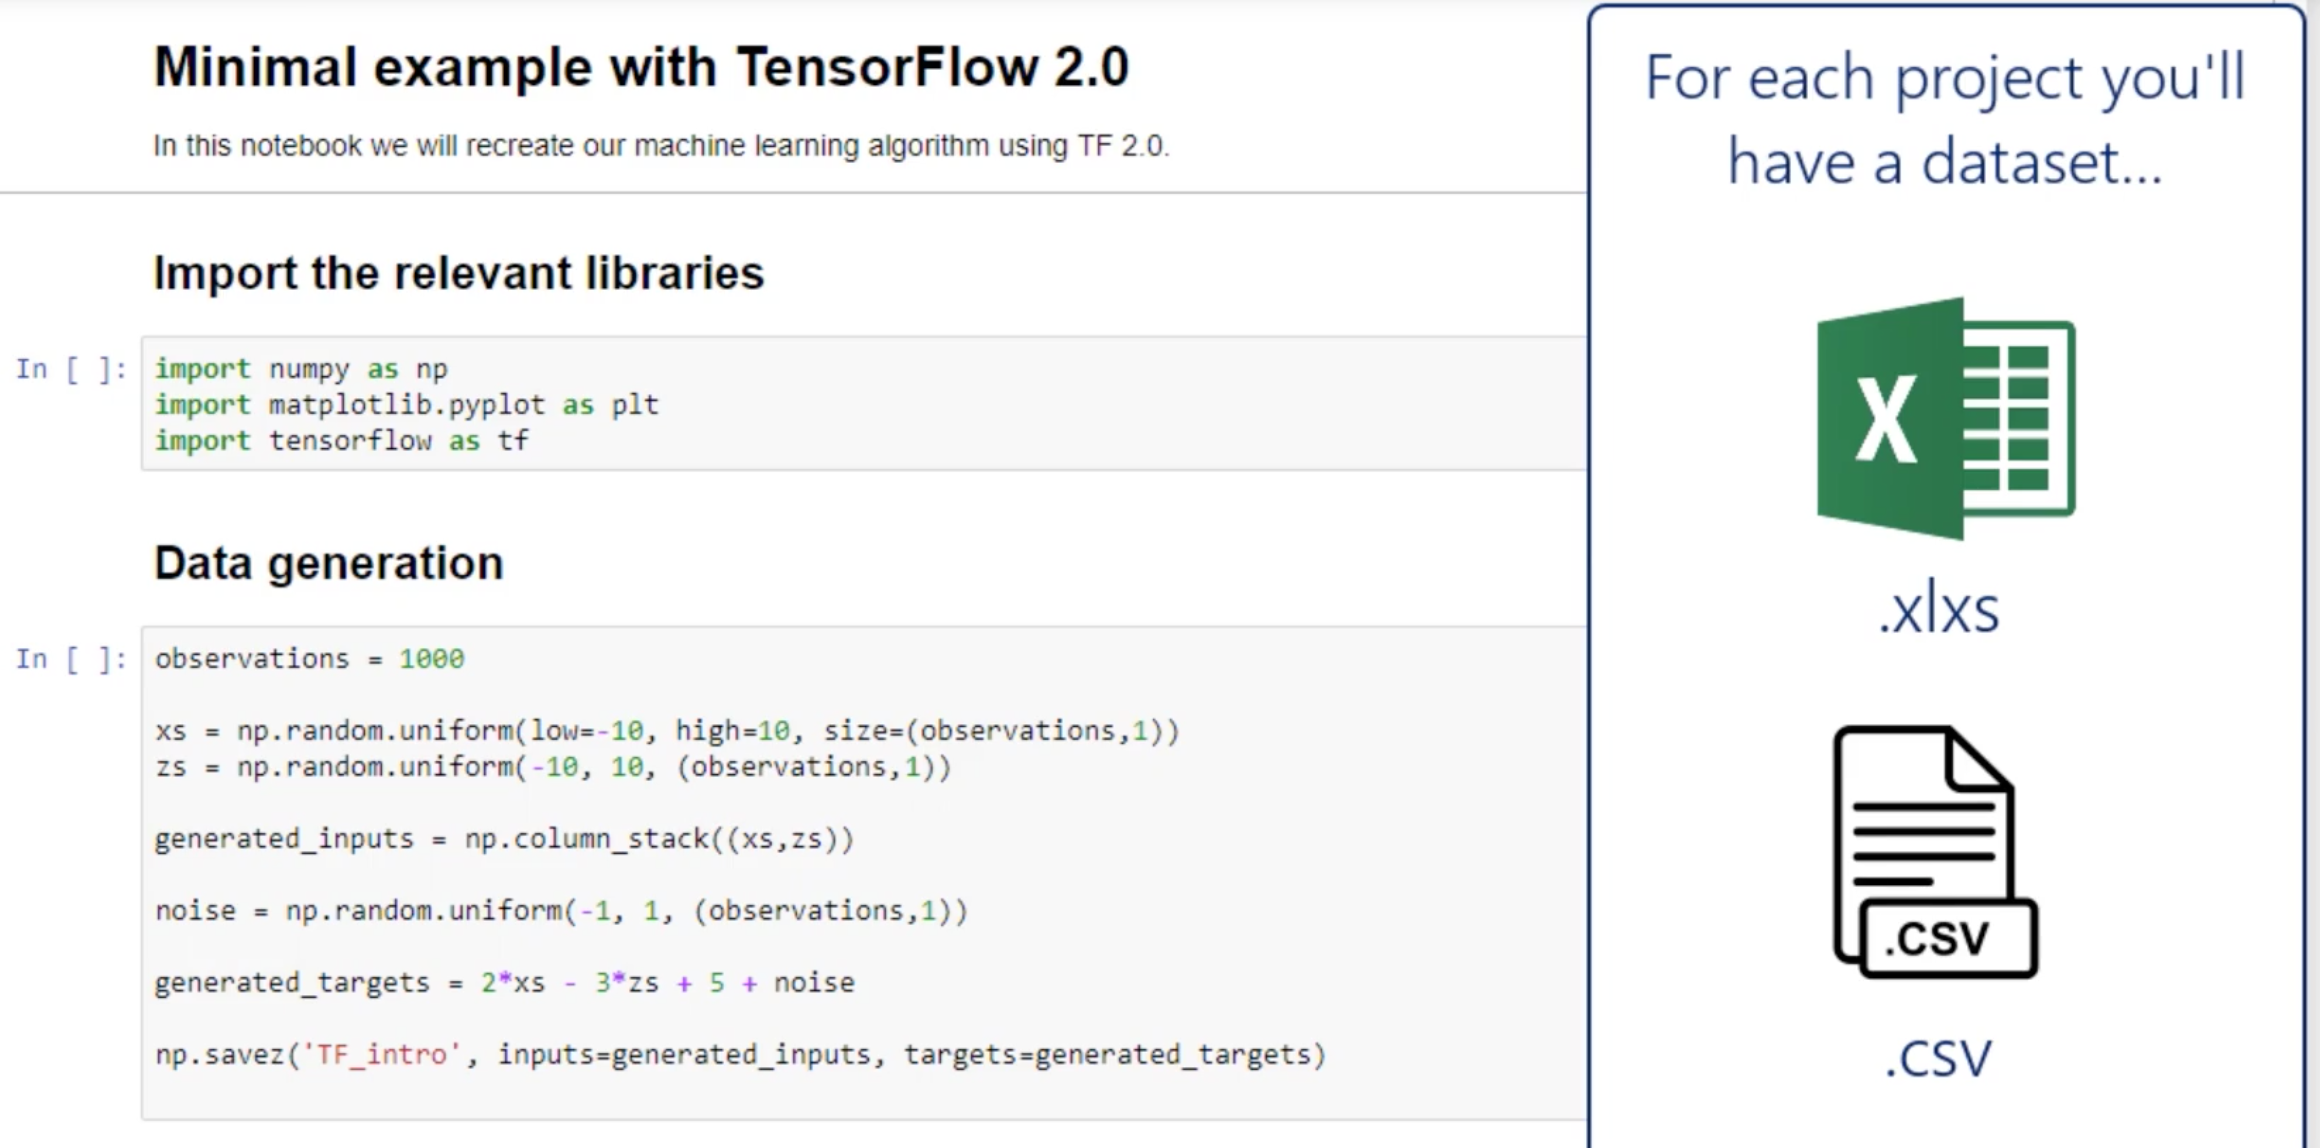 Minimal example with TensorFlow 2.0
In this notebook we will recreate our machine learning algorithm using TF 2.0.
Import the relevant libraries
In [ ]:
import numpy as np
import matplotlib.pyplot as plt
import tensorflow as tf
Data generation
In [ ]:
observations = 1000
xs = np.random.uniform(low=-10, high=10, size=(observations,1))
zs = np.random.uniform(-10, 10, (observations,1))
generated_inputs = np.column_stack((xs,zs))
noise = np.random.uniform(-1, 1, (observations,1))
generated_targets = 2*xs - 3*zs + 5 + noise
np.savez('TF_intro', inputs=generated_inputs, targets=generated_targets)
For each project you'll
have a dataset...
X
.xlxs
.CSV
.CSV